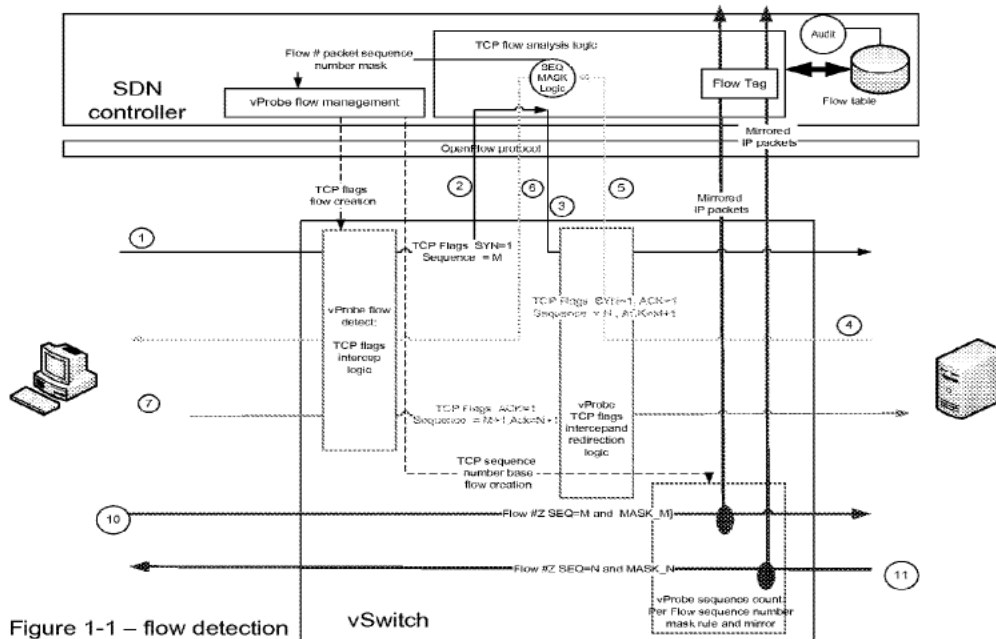 TCP flow analysis logic
Audit
Flow # packet sequence
number mask
SEQ
MASK
Logic
SDN
controller
vProbe flow management
Flow Tag
Flow table
Mirrored
IP packets
OpenFlow protocol
2
6
5
3
TCP flags
flow creation
Mirrored
IP packets
1
TCP Flags SYN=1
Sequence = M
TCP Flags SYN=1, ACK=1
Sequence = N , ACK=M+1
vProbe flow
detect:
TCP flags
intercep
logic
4
7
TCP Flags ACK=1
Sequence = M+1,Ack=N+1
vProbe
TCP flags
intercepand
redirection
logic
TCP sequence
number base
flow creation
10
Flow #Z SEQ=M and MASK_M}
Flow #Z SEQ=N and MASK_N
11
vProbe sequence count:
Per Flow sequence number
mask rule and mirror
vSwitch
Figure 1-1 – flow detection